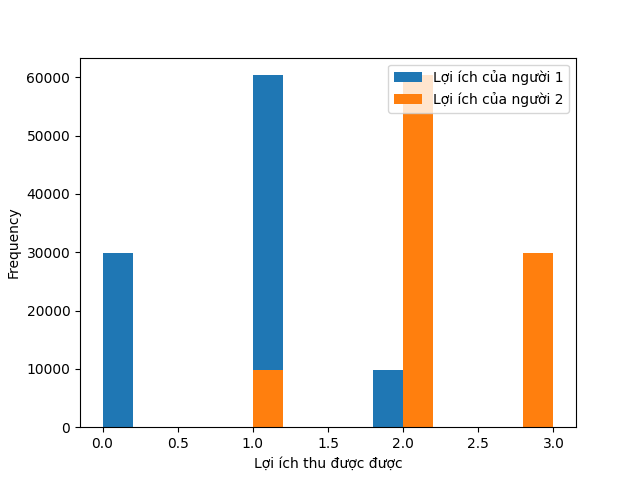 Lợi ích của người 1
Lợi ích của người 2
60000
50000
40000
30000
20000
10000
0
Frequency
0.0 0.5 1.0 1.5 2.0 2.5 3.0
Lợi ích thu được được